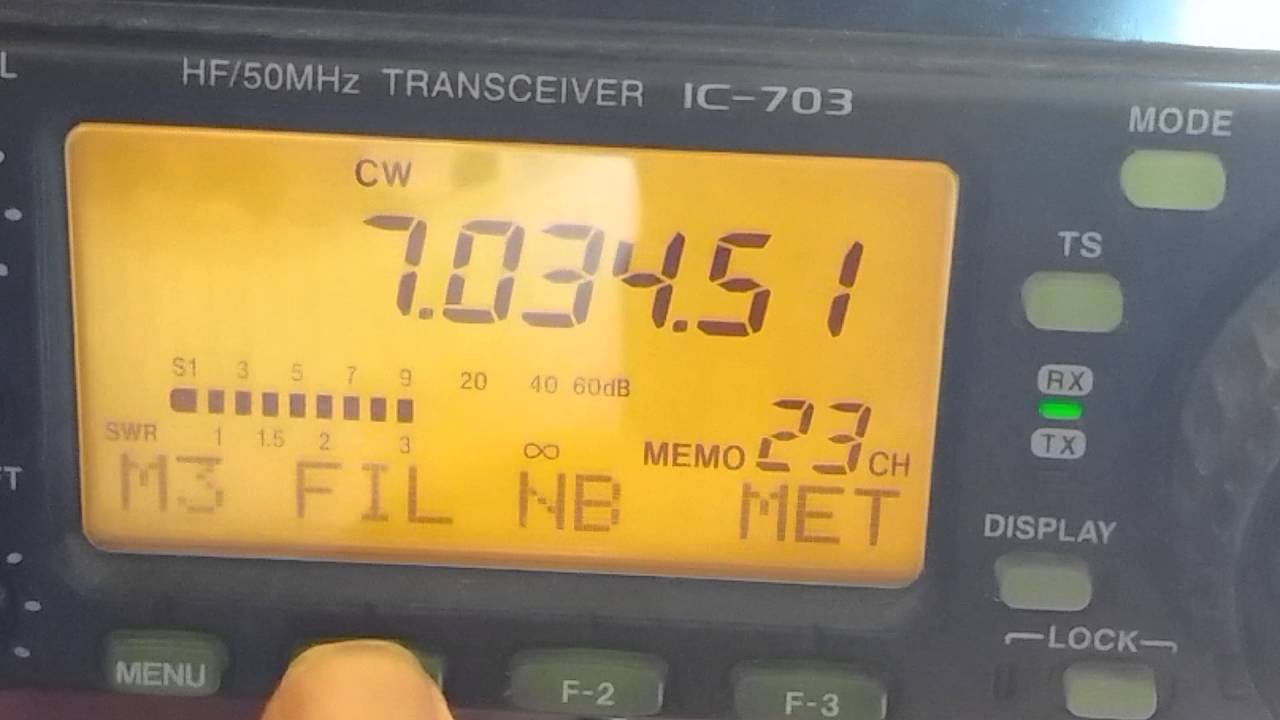 L
HF/50MHz TRANSCEIVER IC-703
MODE
CW
7.034.51
TS
S1 3 5 7 9 20 40 60dB
RX
SWR 1 1.5 2 3 ∞
MEMO 23 CH
TX
M3 FIL NB MET
FT
DISPLAY
LOCK
MENU F-2 F-3